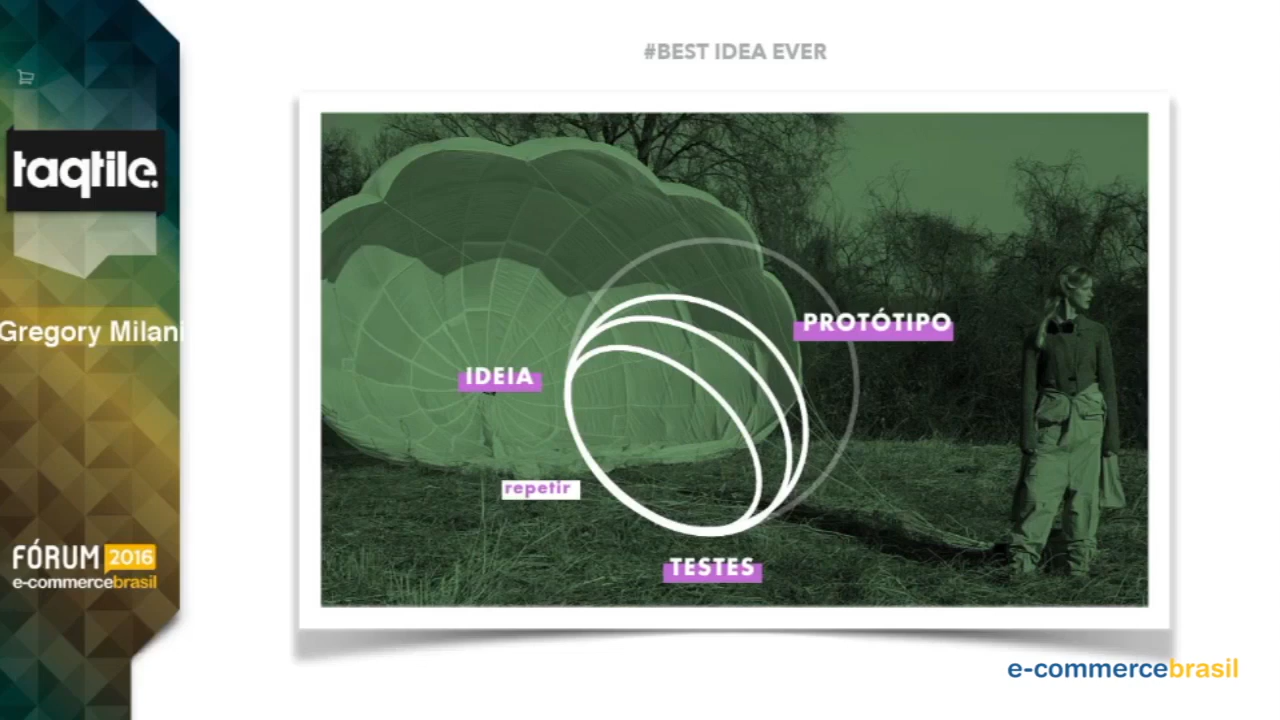 #BEST IDEA EVER
taqtile.
Gregory Milani
PROTÓTIPO
IDEIA
repetir
TESTES
FÓRUM 2016
e-commercebrasil
e-commercebrasil